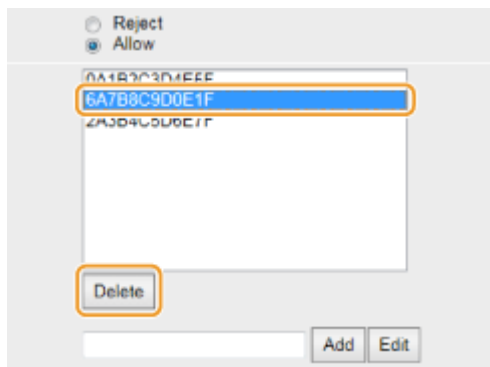 Reject
Allow
0A1B2C3D4E5F
6A7B8C9D0E1F
2A3B4C5D6E7F
Delete
Add Edit